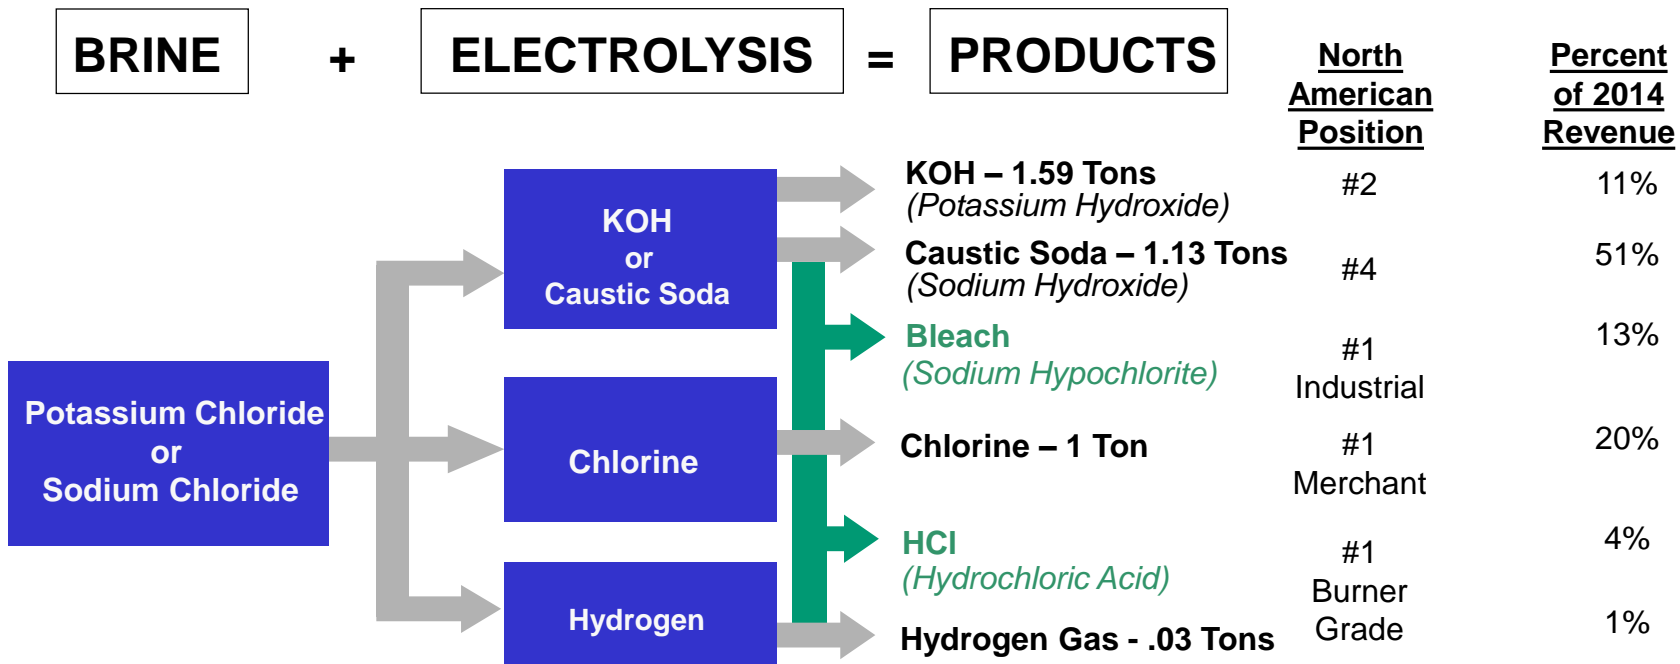 BRINE + ELECTROLYSIS = PRODUCTS
North
American
Position
Percent
of 2014
Revenue
Potassium Chloride
or
Sodium Chloride
KOH
or
Caustic Soda
Chlorine
Hydrogen
KOH – 1.59 Tons
(Potassium Hydroxide)
#2
11%
Caustic Soda – 1.13 Tons
(Sodium Hydroxide)
#4
51%
Bleach
(Sodium Hypochlorite)
#1
Industrial
13%
Chlorine – 1 Ton
#1
Merchant
20%
HCl
(Hydrochloric Acid)
#1
Burner
Grade
4%
Hydrogen Gas - .03 Tons
1%